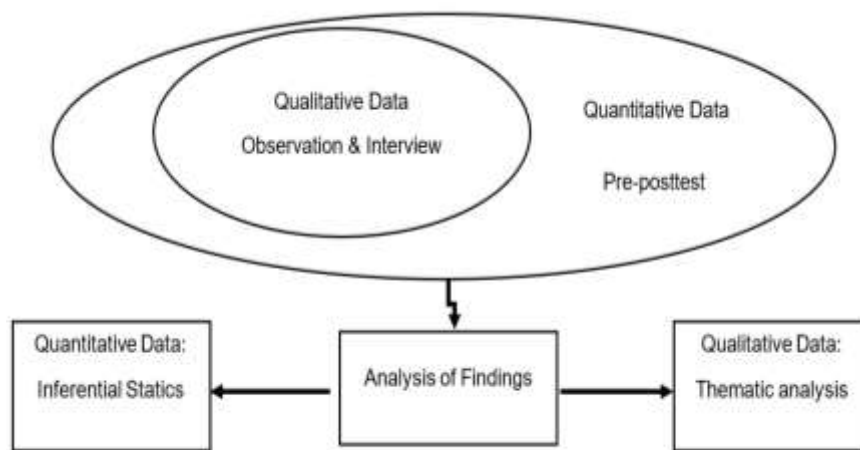 Qualitative Data
Observation & Interview
Quantitative Data
Pre-posttest
Quantitative Data:
Inferential Statics
Analysis of Findings
Qualitative Data:
Thematic analysis